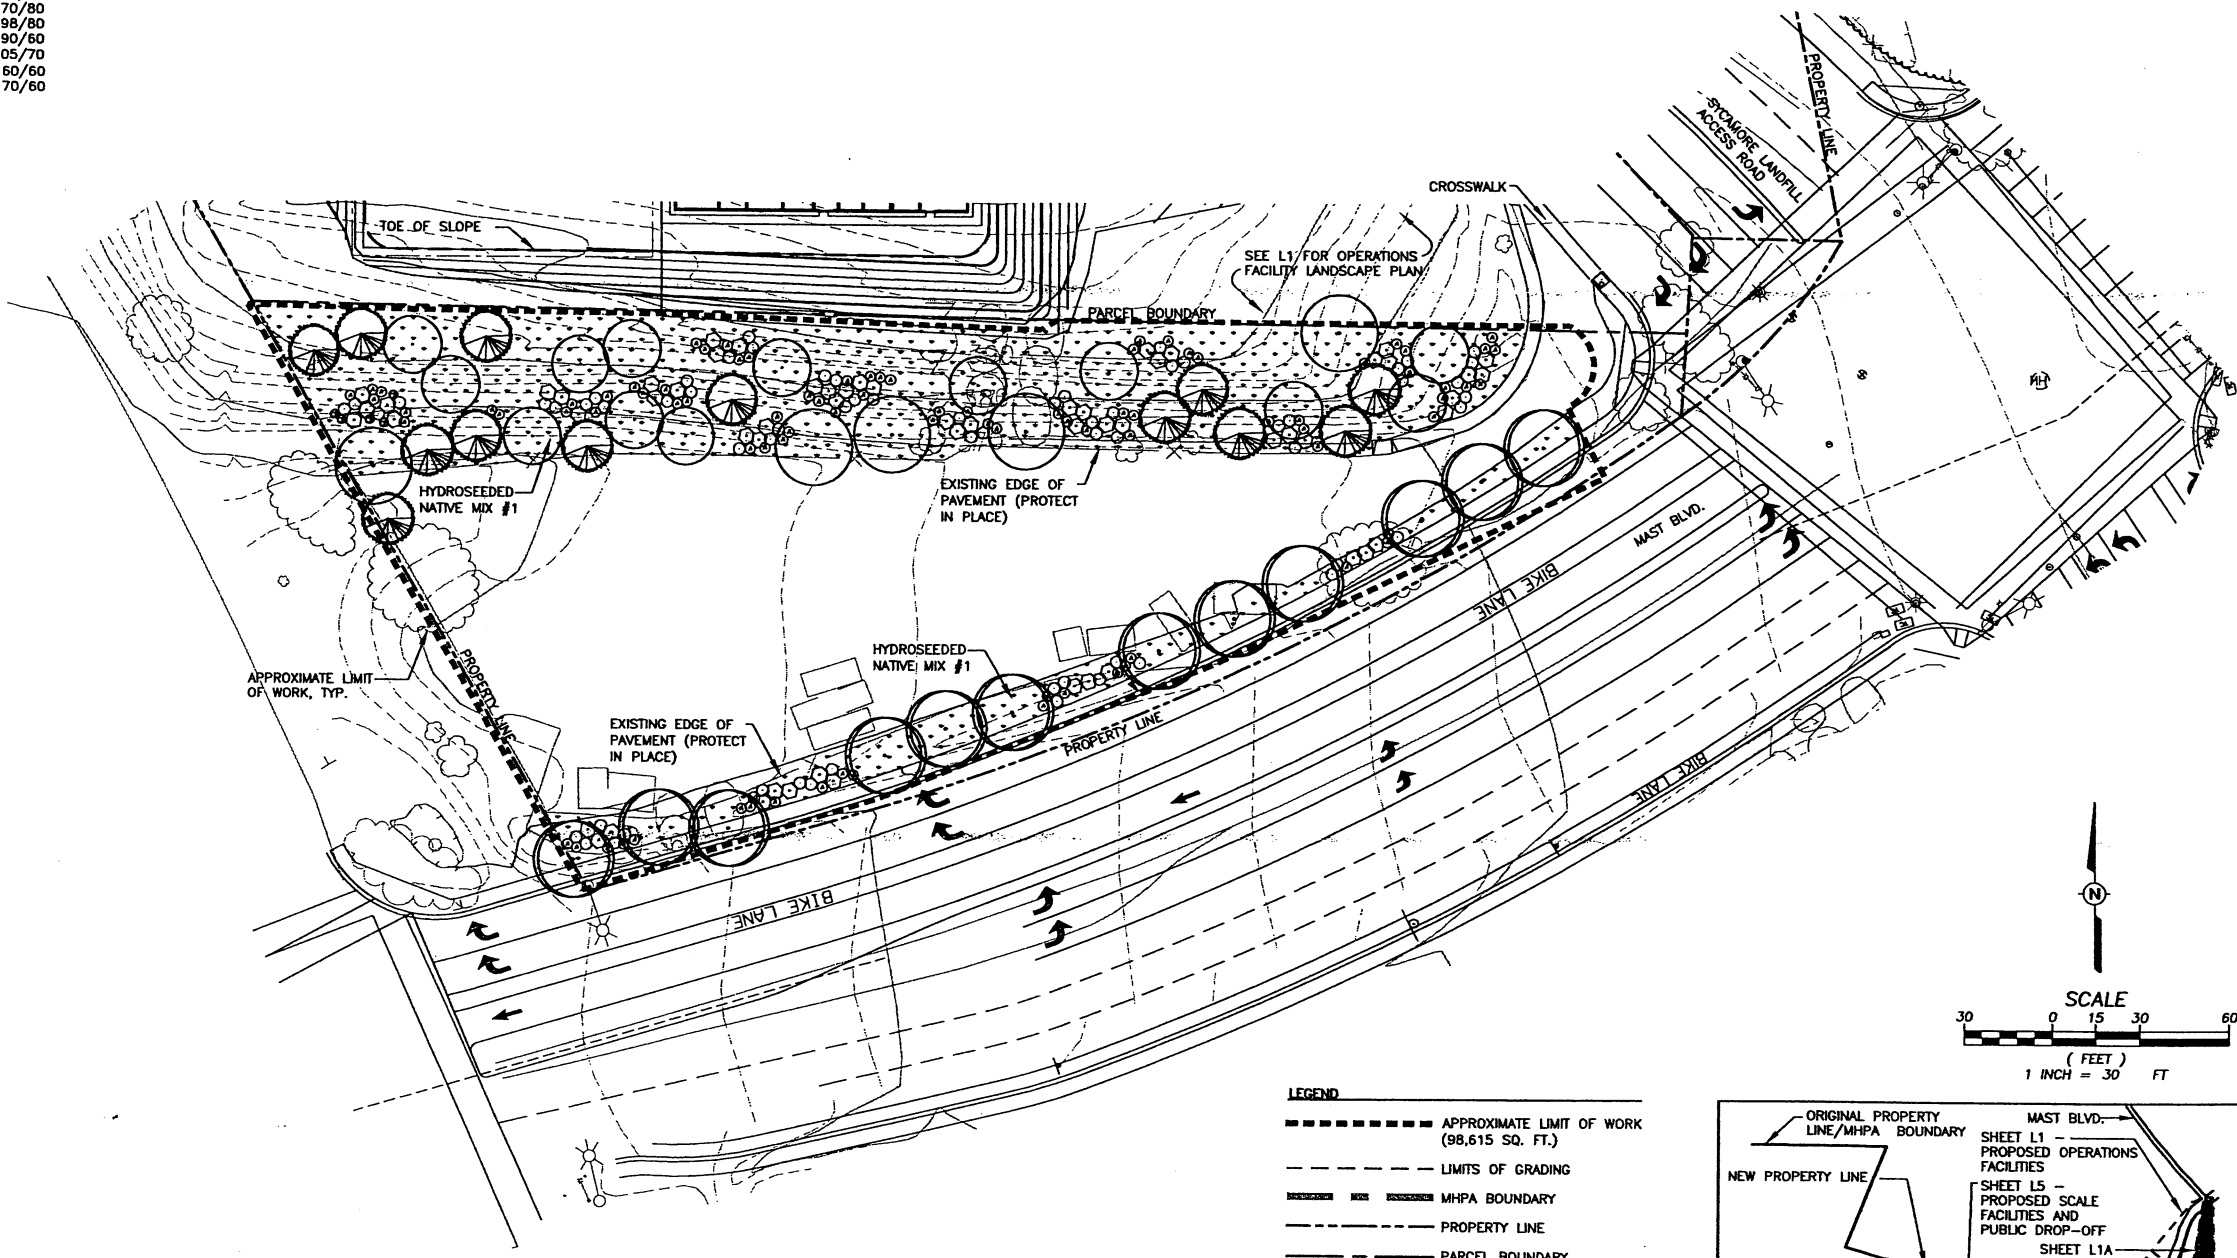 70/80
98/80
90/60
05/70
60/60
70/60
PROPERTY LINE
SYCAMORE LANDFILL
ACCESS ROAD
CROSSWALK
TOE OF SLOPE
SEE L1 FOR OPERATIONS
FACILITY LANDSCAPE PLAN
PARCEL BOUNDARY
MH
HYDROSEEDED
NATIVE MIX #1
EXISTING EDGE OF
PAVEMENT (PROTECT
IN PLACE)
MAST BLVD.
BIKE LANE
HYDROSEEDED
NATIVE MIX #1
APPROXIMATE LIMIT
OF WORK, TYP.
PROPERTY LINE
EXISTING EDGE OF
PAVEMENT (PROTECT
IN PLACE)
PROPERTY LINE
BIKE LANE
BIKE LANE
N
SCALE
30 0 15 30 60
( FEET )
1 INCH = 30 FT
LEGEND
APPROXIMATE LIMIT OF WORK
(98,615 SQ. FT.)
LIMITS OF GRADING
MHPA BOUNDARY
PROPERTY LINE
PARCEL BOUNDARY
ORIGINAL PROPERTY
LINE/MHPA BOUNDARY
MAST BLVD.
SHEET L1 -
PROPOSED OPERATIONS
FACILITIES
NEW PROPERTY LINE
SHEET L5 -
PROPOSED SCALE
FACILITIES AND
PUBLIC DROP-OFF
SHEET L1A